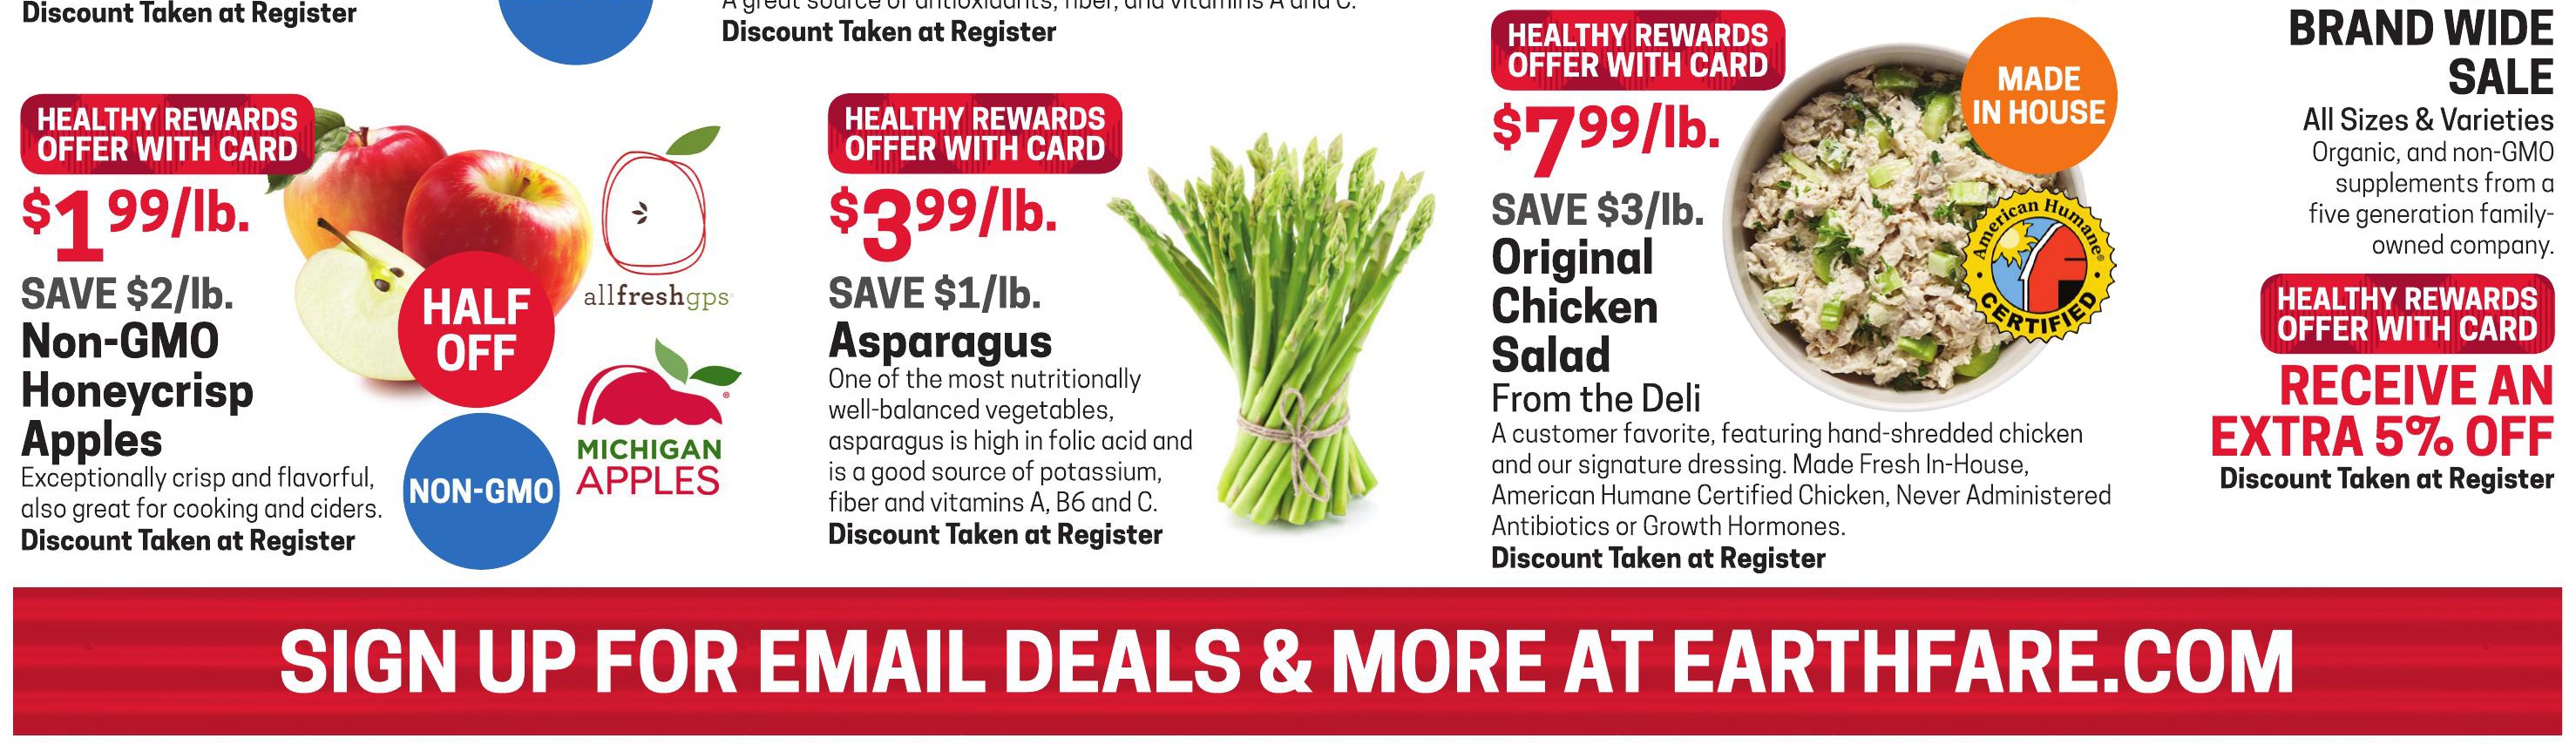 Discount Taken at Register
A great source of antioxidants, fiber, and vitamins A and C.
Discount Taken at Register
HEALTHY REWARDS
OFFER WITH CARD
$1 99/lb.
SAVE $2/lb.
Non-GMO
Honeycrisp
Apples
Exceptionally crisp and flavorful,
also great for cooking and ciders.
Discount Taken at Register
HALF
OFF
NON-GMO
allfreshgps
MICHIGAN
APPLES
HEALTHY REWARDS
OFFER WITH CARD
$3 99/lb.
SAVE $1/lb.
Asparagus
One of the most nutritionally
well-balanced vegetables,
asparagus is high in folic acid and
is a good source of potassium,
fiber and vitamins A, B6 and C.
Discount Taken at Register
HEALTHY REWARDS
OFFER WITH CARD
$7 99/lb.
SAVE $3/lb.
Original
Chicken
Salad
From the Deli
A customer favorite, featuring hand-shredded chicken
and our signature dressing. Made Fresh In-House,
American Humane Certified Chicken, Never Administered
Antibiotics or Growth Hormones.
Discount Taken at Register
MADE
IN HOUSE
American Humane®
CERTIFIED
BRAND WIDE
SALE
All Sizes & Varieties
Organic, and non-GMO
supplements from a
five generation family-
owned company.
HEALTHY REWARDS
OFFER WITH CARD
RECEIVE AN
EXTRA 5% OFF
Discount Taken at Register
SIGN UP FOR EMAIL DEALS & MORE AT EARTHFARE.COM